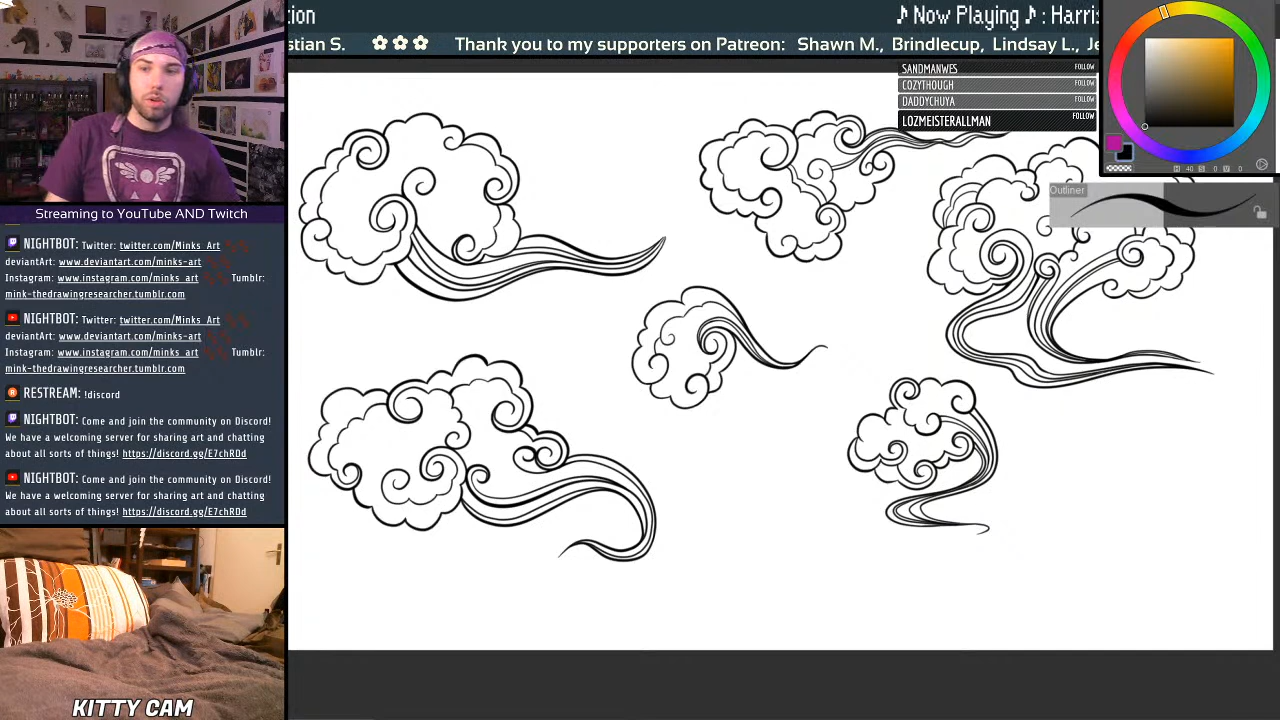 tion
♪ Now Playing ♪ : Harris
stian S. ✿ ✿ ✿ Thank you to my supporters on Patreon: Shawn M., Brindlecup, Lindsay L., Je
SANDMANWES FOLLOW
COZYTHOUGH FOLLOW
DADDYCHUYA FOLLOW
LOZMEISTERALLMAN FOLLOW
H 40 S 0 V 0
Outliner
Streaming to YouTube AND Twitch
NIGHTBOT: Twitter: twitter.com/Minks_Art
deviantArt: www.deviantart.com/minks-art
Instagram: www.instagram.com/minks_art Tumblr:
mink-thedrawingresearcher.tumblr.com
NIGHTBOT: Twitter: twitter.com/Minks_Art
deviantArt: www.deviantart.com/minks-art
Instagram: www.instagram.com/minks_art Tumblr:
mink-thedrawingresearcher.tumblr.com
RESTREAM: !discord
NIGHTBOT: Come and join the community on Discord!
We have a welcoming server for sharing art and chatting
about all sorts of things! https://discord.gg/E7chRDd
NIGHTBOT: Come and join the community on Discord!
We have a welcoming server for sharing art and chatting
about all sorts of things! https://discord.gg/E7chRDd
KITTY CAM